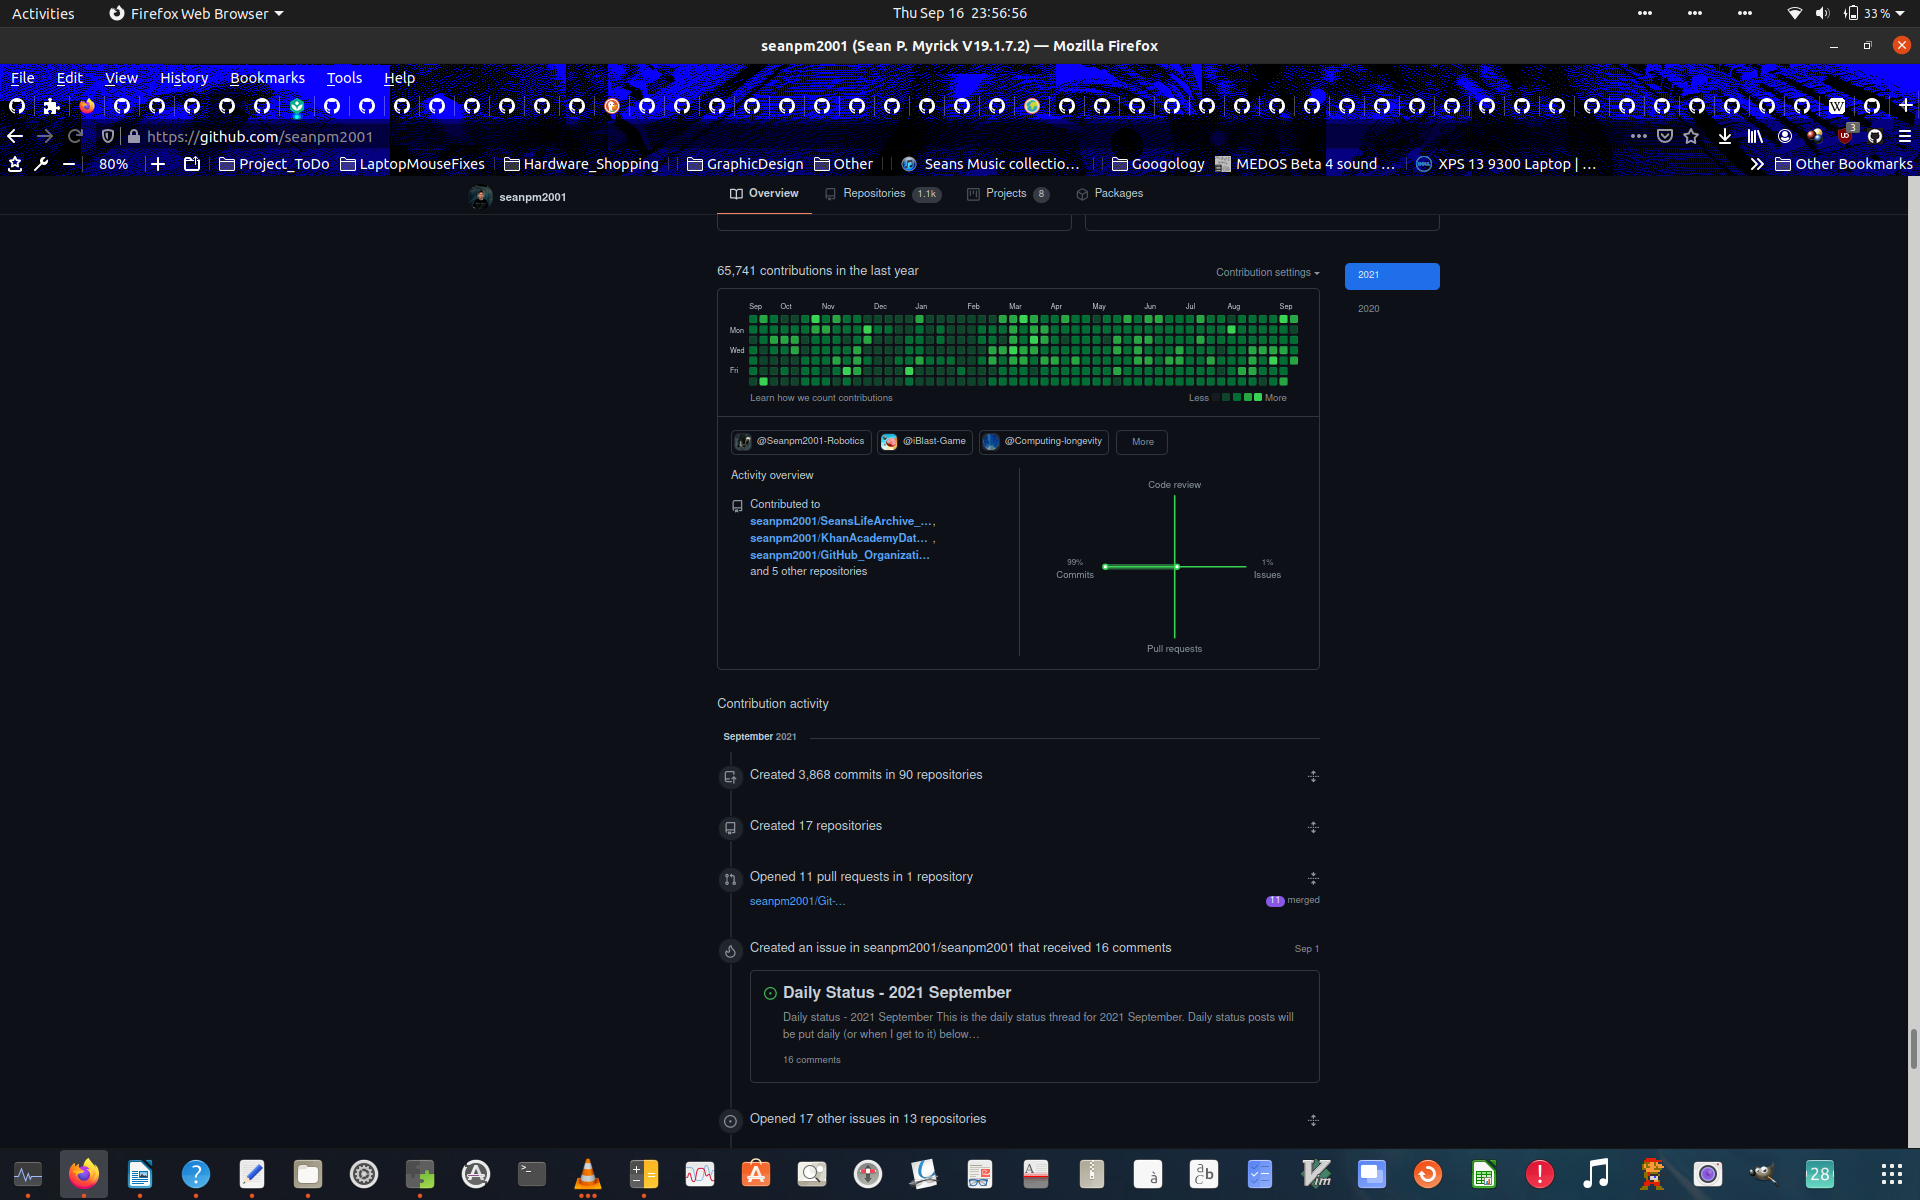 Activities
Firefox Web Browser
Thu Sep 16 23:56:56
33 %
seanpm2001 (Sean P. Myrick V19.1.7.2) — Mozilla Firefox
File Edit View History Bookmarks Tools Help
https://github.com/seanpm2001
3
80%
Project_ToDo
LaptopMouseFixes
Hardware_Shopping
GraphicDesign
Other
Seans Music collectio…
Googology
MEDOS Beta 4 sound …
XPS 13 9300 Laptop | …
Other Bookmarks
seanpm2001
Overview
Repositories 1.1k
Projects 8
Packages
65,741 contributions in the last year
Contribution settings
2021
2020
Sep Oct Nov Dec Jan Feb Mar Apr May Jun Jul Aug Sep
Mon
Wed
Fri
Learn how we count contributions
Less More
@Seanpm2001-Robotics
@iBlast-Game
@Computing-longevity
More
Activity overview
Contributed to
seanpm2001/SeansLifeArchive_…,
seanpm2001/KhanAcademyDat… ,
seanpm2001/GitHub_Organizati…
and 5 other repositories
Code review
99%
Commits
1%
Issues
Pull requests
Contribution activity
September 2021
Created 3,868 commits in 90 repositories
Created 17 repositories
Opened 11 pull requests in 1 repository
seanpm2001/Git-…
11 merged
Created an issue in seanpm2001/seanpm2001 that received 16 comments
Sep 1
Daily Status - 2021 September
Daily status - 2021 September This is the daily status thread for 2021 September. Daily status posts will
be put daily (or when I get to it) below…
16 comments
Opened 17 other issues in 13 repositories
28